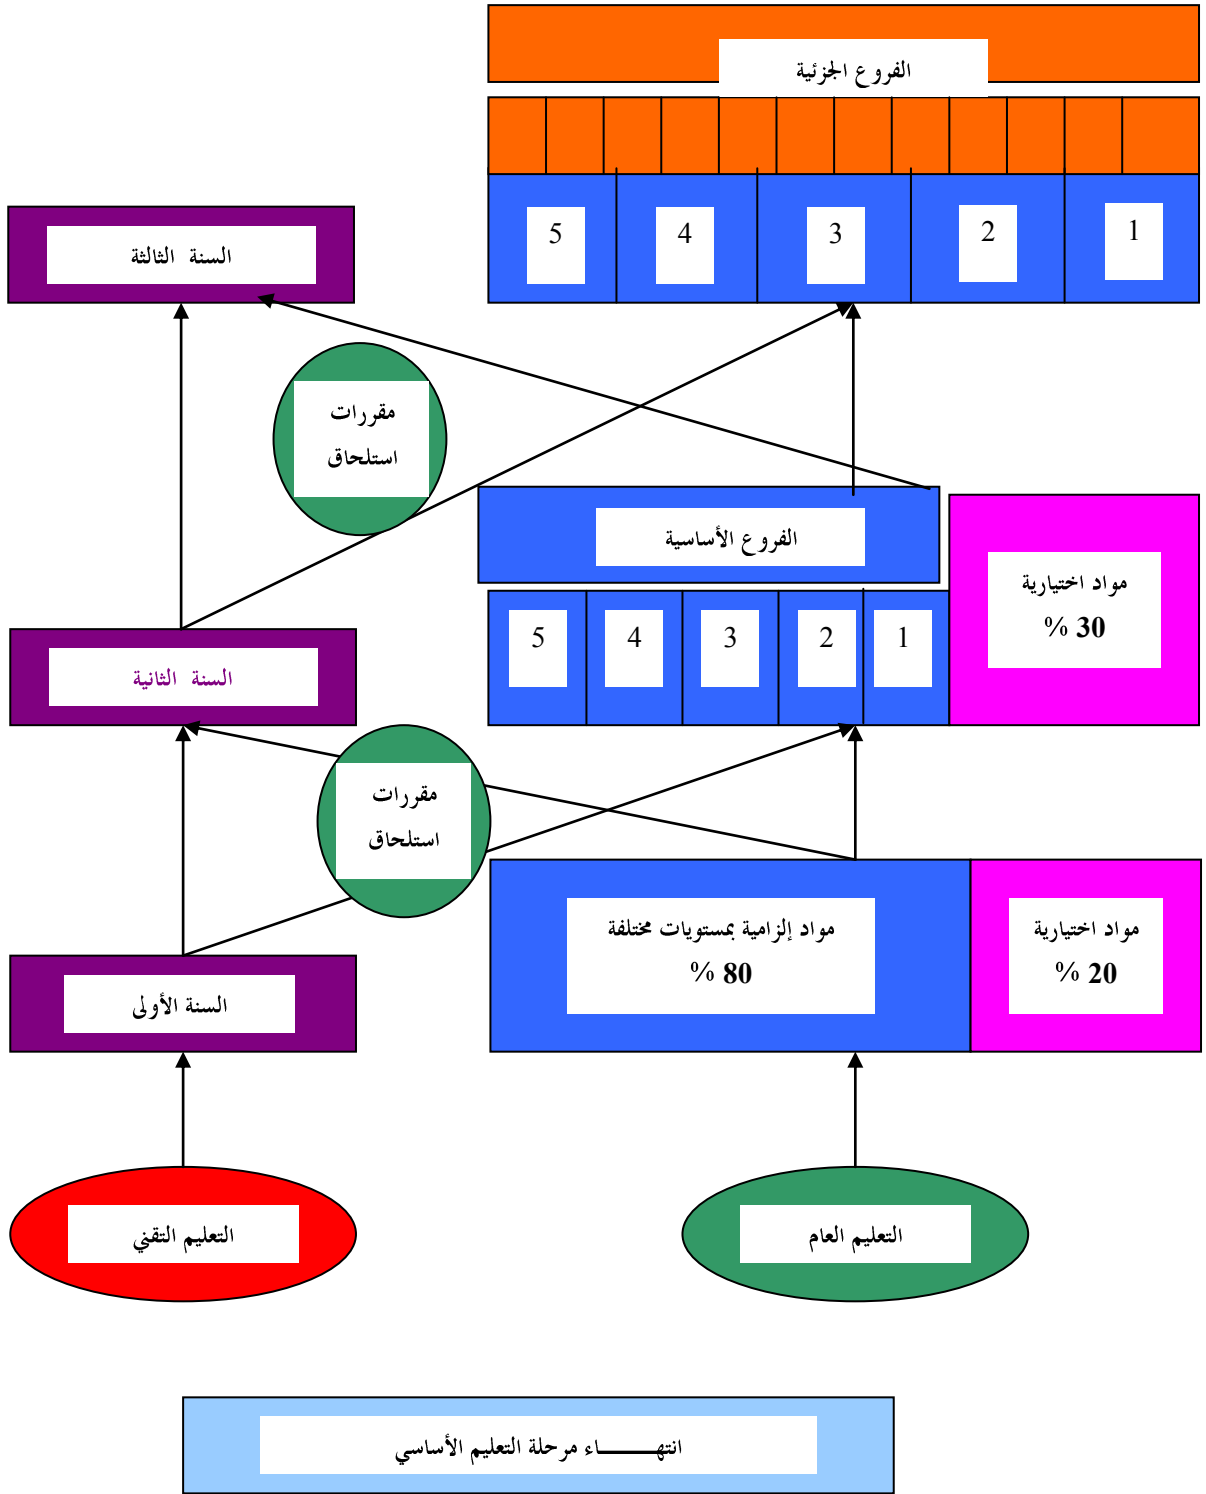 الفروع الجزئية
1
2
3
4
5
السنة الثالثة
مقررات
استلحاق
الفروع الأساسية
مواد اختيارية
30 %
1
2
3
4
5
السنة الثانية
مقررات
استلحاق
مواد اختيارية
20 %
مواد إلزامية بمستويات مختلفة
80 %
السنة الأولى
التعليم العام
التعليم التقني
انتهــــــاء مرحلة التعليم الأساسي